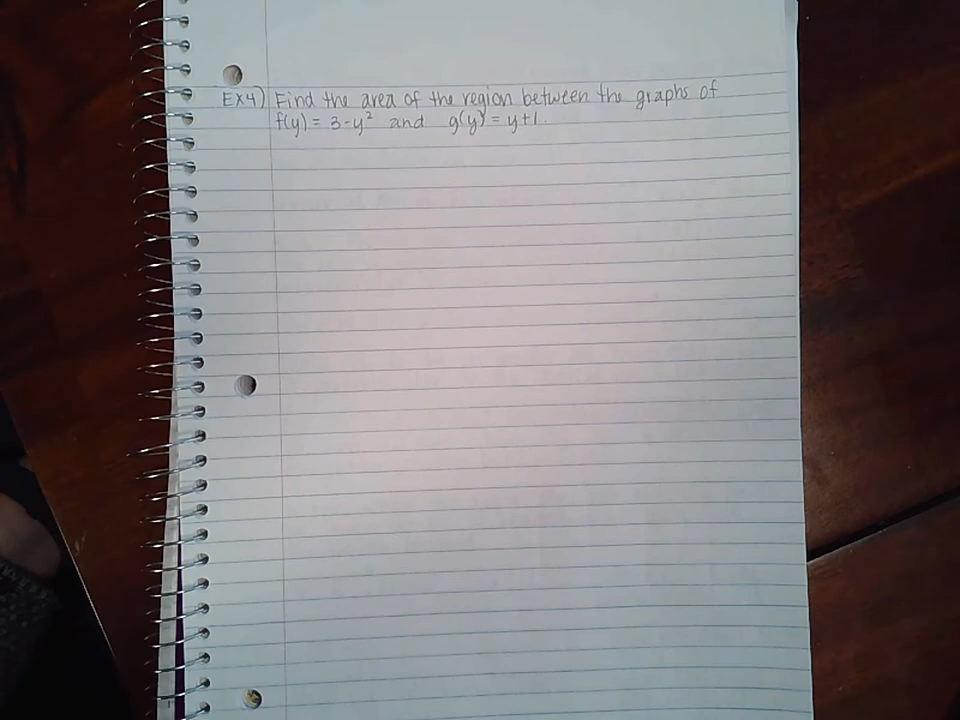 Ex4) Find the area of the region between the graphs of
f(y) = 3-y² and g(y) = y+1.